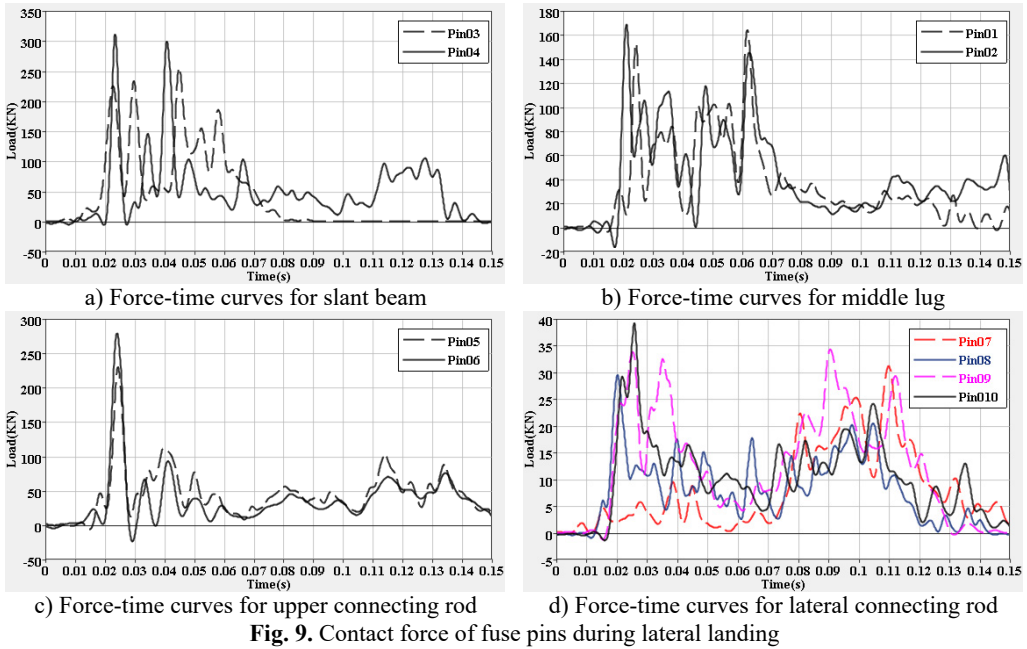 350
300
250
200
150
100
50
0
-50
Load(KN)
Pin03
Pin04
0 0.01 0.02 0.03 0.04 0.05 0.06 0.07 0.08 0.09 0.1 0.11 0.12 0.13 0.14 0.15
Time(s)
a) Force-time curves for slant beam
180
160
140
120
100
80
60
40
20
0
-20
Load(KN)
Pin01
Pin02
0 0.01 0.02 0.03 0.04 0.05 0.06 0.07 0.08 0.09 0.1 0.11 0.12 0.13 0.14 0.15
Time(s)
b) Force-time curves for middle lug
300
250
200
150
100
50
0
-50
Load(KN)
Pin05
Pin06
0 0.01 0.02 0.03 0.04 0.05 0.06 0.07 0.08 0.09 0.1 0.11 0.12 0.13 0.14 0.15
Time(s)
c) Force-time curves for upper connecting rod
40
35
30
25
20
15
10
5
0
-5
Load(KN)
Pin07
Pin08
Pin09
Pin010
0 0.01 0.02 0.03 0.04 0.05 0.06 0.07 0.08 0.09 0.1 0.11 0.12 0.13 0.14 0.15
Time(s)
d) Force-time curves for lateral connecting rod
Fig. 9. Contact force of fuse pins during lateral landing